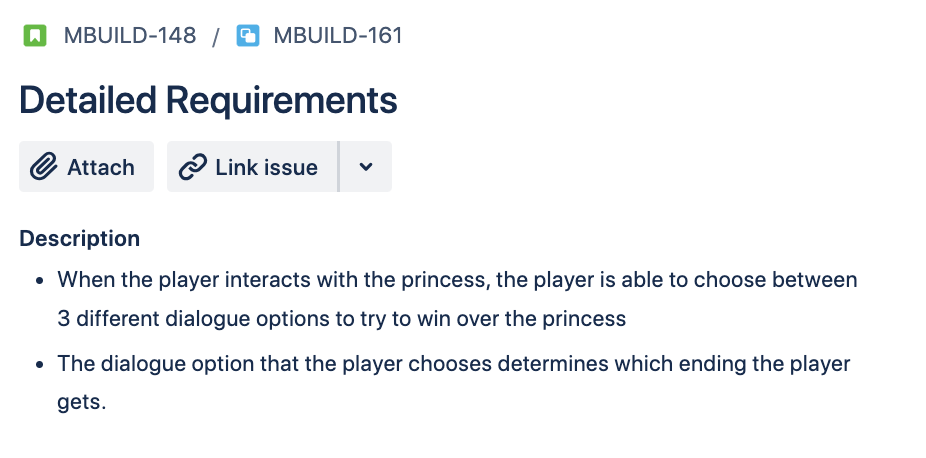 MBUILD-148 / MBUILD-161
Detailed Requirements
Attach Link issue
Description
• When the player interacts with the princess, the player is able to choose between
3 different dialogue options to try to win over the princess
• The dialogue option that the player chooses determines which ending the player
gets.